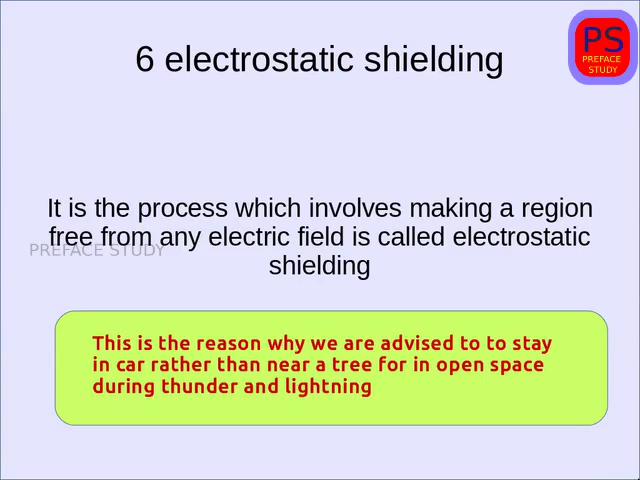 6 electrostatic shielding
PS
PREFACE
STUDY
It is the process which involves making a region
free from any electric field is called electrostatic
shielding
PREFACE STUDY
This is the reason why we are advised to to stay
in car rather than near a tree for in open space
during thunder and lightning